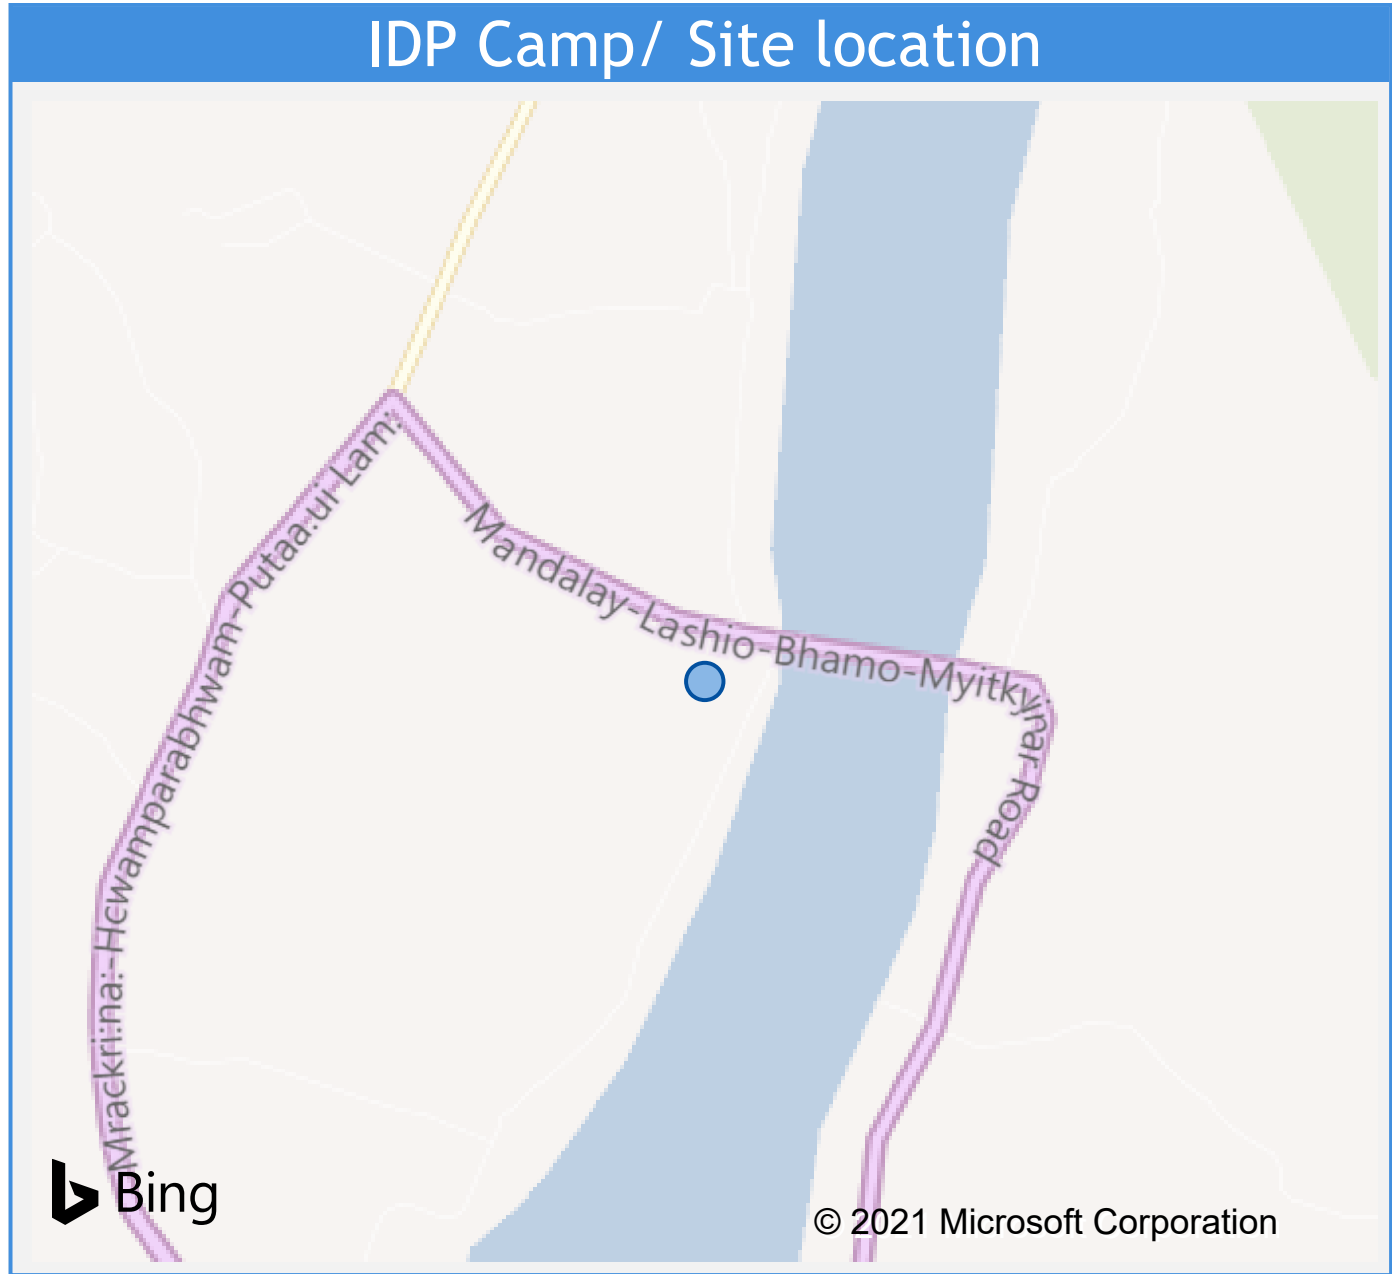 IDP Camp/ Site location
Mrackri:na:-Hcwamparabhwam-Putaa:ui Lam:
Mandalay-Lashio-Bhamo-Myitkyinar Road
Bing
© 2021 Microsoft Corporation